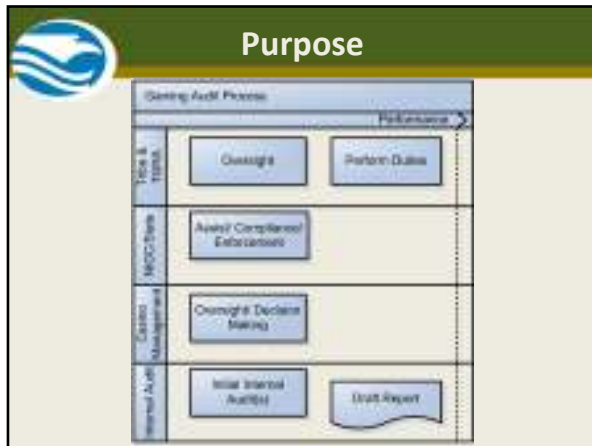 Purpose
Gaming Audit Process
Performance
Tribe &
TGRA
Oversight
Perform Duties
NIGC/State
Assist/ Compliance/
Enforcement
Casino
Management
Oversight/ Decision
Making
Internal Audit
Initial Internal
Audit(s)
Draft Report